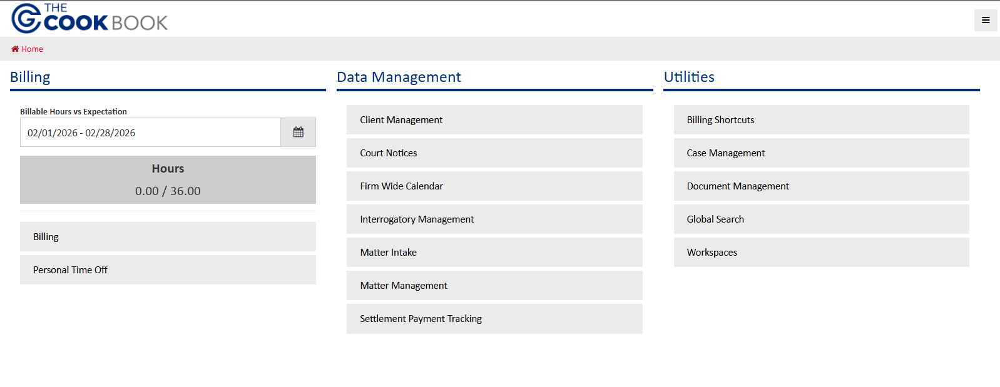 THE
COOKBOOK
Home
Billing
Billable Hours vs Expectation
02/01/2026 - 02/28/2026
Hours
0.00 / 36.00
Billing
Personal Time Off
Data Management
Client Management
Court Notices
Firm Wide Calendar
Interrogatory Management
Matter Intake
Matter Management
Settlement Payment Tracking
Utilities
Billing Shortcuts
Case Management
Document Management
Global Search
Workspaces